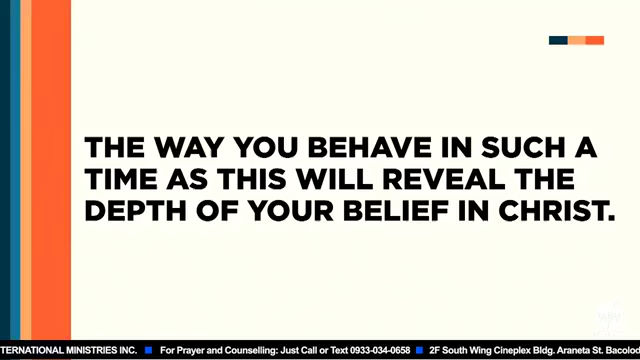 THE WAY YOU BEHAVE IN SUCH A
TIME AS THIS WILL REVEAL THE
DEPTH OF YOUR BELIEF IN CHRIST.
TERNATIONAL MINISTRIES INC. ■ For Prayer and Counselling: Just Call or Text 0933-034-0658 ■ 2F South Wing Cineplex Bldg. Araneta St. Bacolo